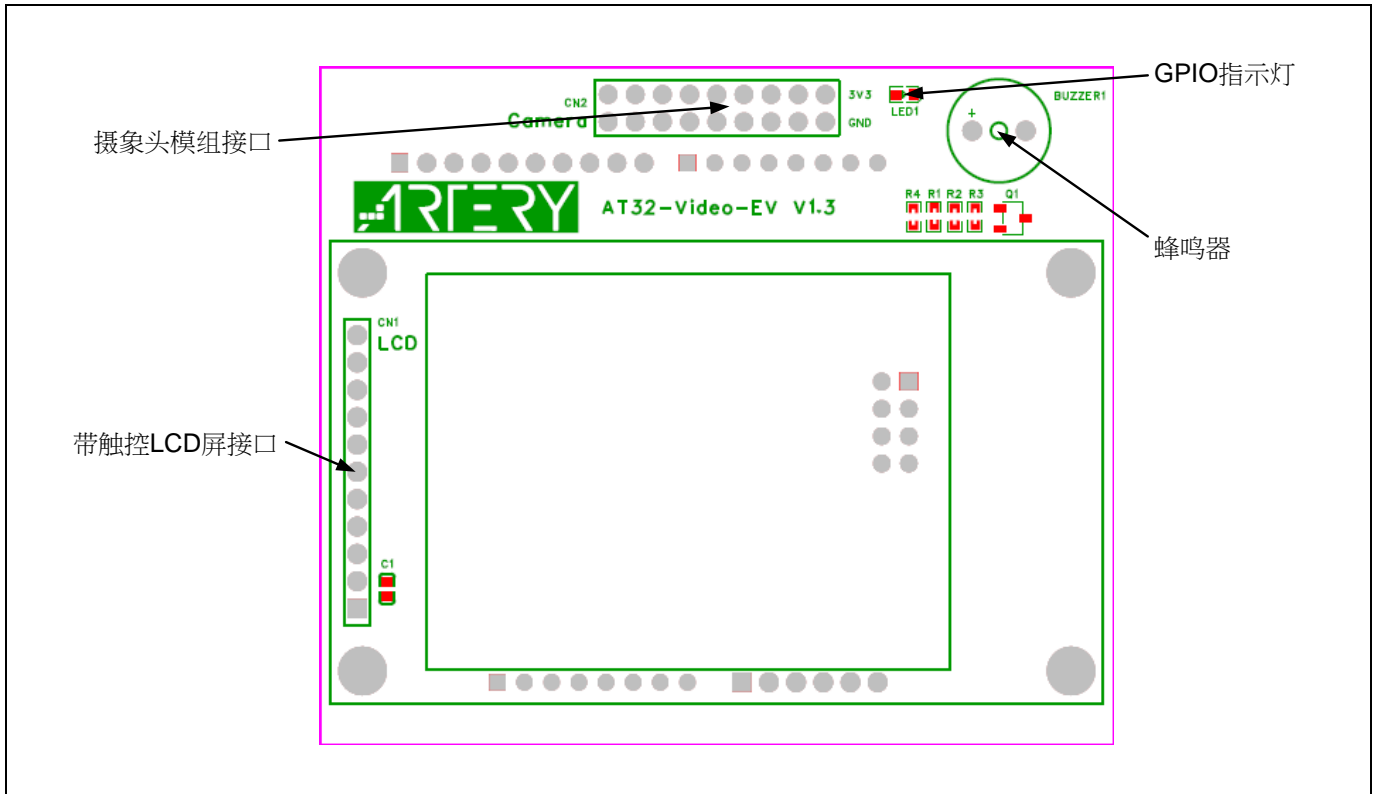 GPIO指示灯
3V3
BUZZER1
CN2
LED1
Camera
GND
+
摄象头模组接口
R4 R1 R2 R3 Q1
ARTERY
AT32-Video-EV V1.3
蜂鸣器
CN1
LCD
带触控LCD屏接口
C1